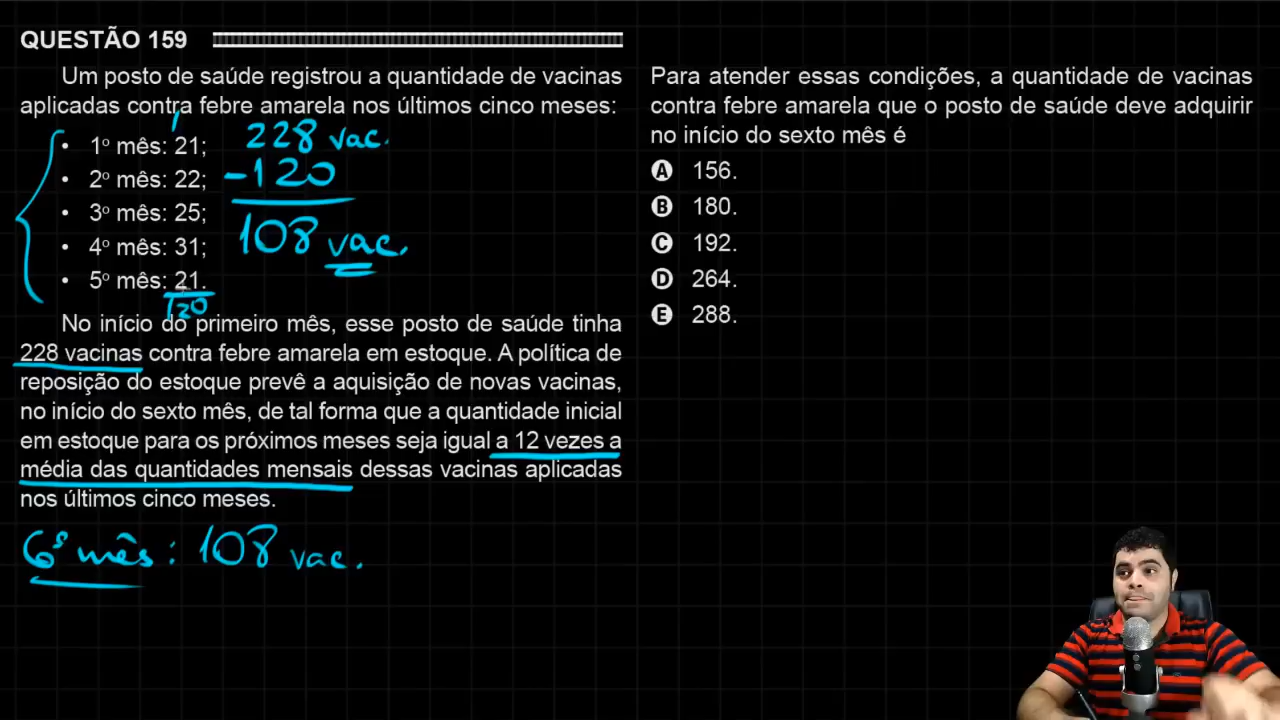 QUESTÃO 159
Um posto de saúde registrou a quantidade de vacinas
aplicadas contra febre amarela nos últimos cinco meses:
1
• 1º mês: 21;
• 2º mês: 22;
• 3º mês: 25;
• 4º mês: 31;
• 5º mês: 21.
120
228 vac.
-120
108 vac.
No início do primeiro mês, esse posto de saúde tinha
228 vacinas contra febre amarela em estoque. A política de
reposição do estoque prevê a aquisição de novas vacinas,
no início do sexto mês, de tal forma que a quantidade inicial
em estoque para os próximos meses seja igual a 12 vezes a
média das quantidades mensais dessas vacinas aplicadas
nos últimos cinco meses.
6º mês: 108 vac.
Para atender essas condições, a quantidade de vacinas
contra febre amarela que o posto de saúde deve adquirir
no início do sexto mês é
A 156.
B 180.
C 192.
D 264.
E 288.